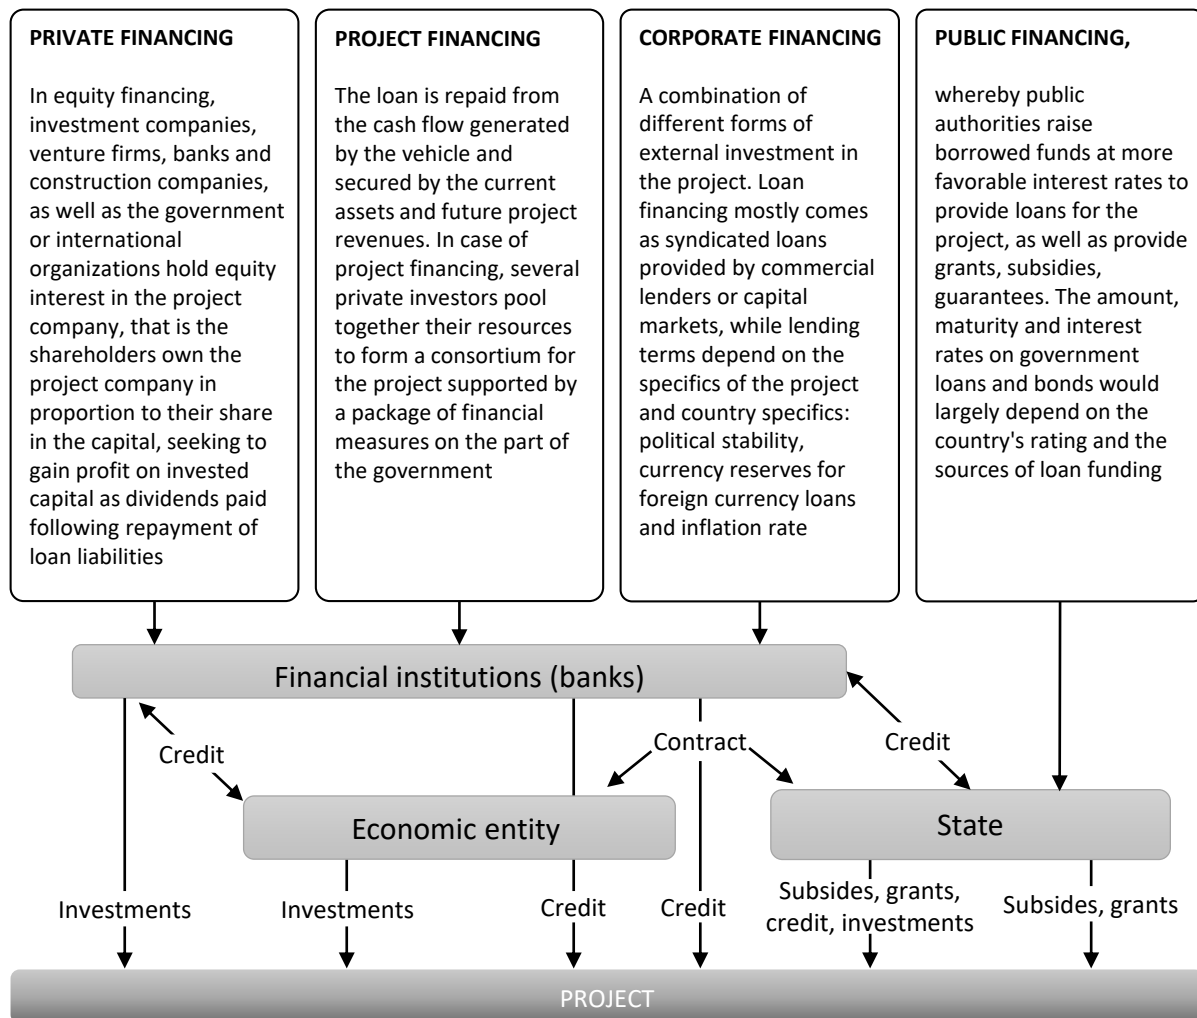 PRIVATE FINANCING
In equity financing,
investment companies,
venture firms, banks and
construction companies,
as well as the government
or international
organizations hold equity
interest in the project
company, that is the
shareholders own the
project company in
proportion to their share
in the capital, seeking to
gain profit on invested
capital as dividends paid
following repayment of
loan liabilities
PROJECT FINANCING
The loan is repaid from
the cash flow generated
by the vehicle and
secured by the current
assets and future project
revenues. In case of
project financing, several
private investors pool
together their resources
to form a consortium for
the project supported by
a package of financial
measures on the part of
the government
CORPORATE FINANCING
A combination of
different forms of
external investment in
the project. Loan
financing mostly comes
as syndicated loans
provided by commercial
lenders or capital
markets, while lending
terms depend on the
specifics of the project
and country specifics:
political stability,
currency reserves for
foreign currency loans
and inflation rate
PUBLIC FINANCING,
whereby public
authorities raise
borrowed funds at more
favorable interest rates to
provide loans for the
project, as well as provide
grants, subsidies,
guarantees. The amount,
maturity and interest
rates on government
loans and bonds would
largely depend on the
country's rating and the
sources of loan funding
Financial institutions (banks)
Credit
Contract
Credit
Economic entity
State
Investments
Investments
Credit
Credit
Subsides, grants,
credit, investments
Subsides, grants
PROJECT